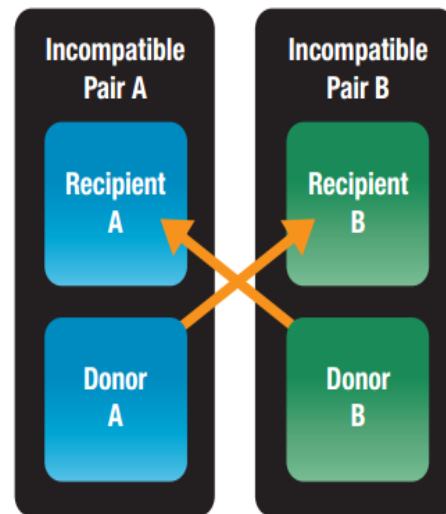 Incompatible
Pair A
Recipient
A
Donor
A
Incompatible
Pair B
Recipient
B
Donor
B